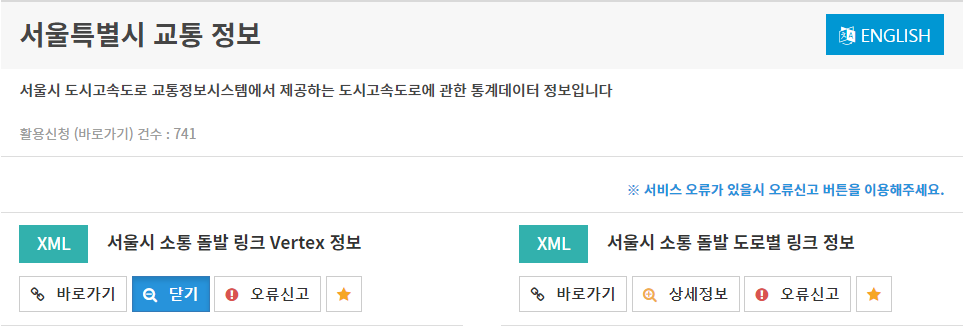 서울특별시 교통 정보
ENGLISH
서울시 도시고속도로 교통정보시스템에서 제공하는 도시고속도로에 관한 통계데이터 정보입니다
활용신청 (바로가기) 건수 : 741
※ 서비스 오류가 있을시 오류신고 버튼을 이용해주세요.
XML 서울시 소통 돌발 링크 Vertex 정보
바로가기 닫기 오류신고
XML 서울시 소통 돌발 도로별 링크 정보
바로가기 상세정보 오류신고